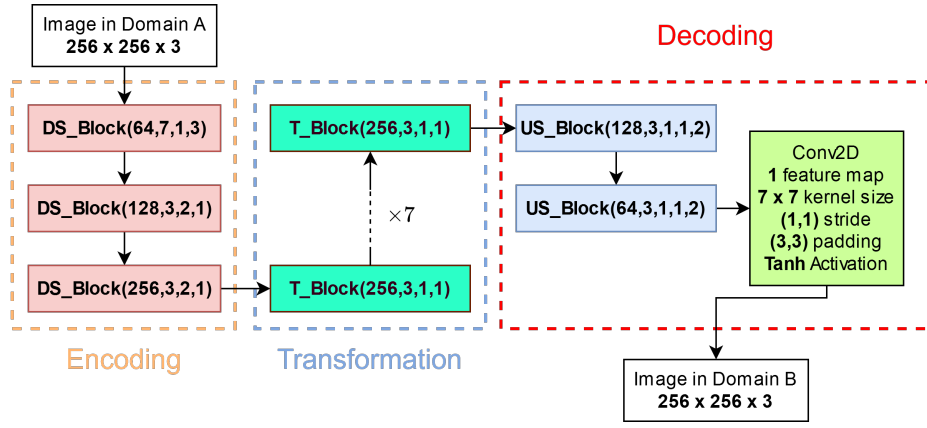 Image in Domain A
256 x 256 x 3
Decoding
DS_Block(64,7,1,3)
DS_Block(128,3,2,1)
DS_Block(256,3,2,1)
Encoding
T_Block(256,3,1,1)
×7
T_Block(256,3,1,1)
Transformation
US_Block(128,3,1,1,2)
US_Block(64,3,1,1,2)
Conv2D
1 feature map
7 x 7 kernel size
(1,1) stride
(3,3) padding
Tanh Activation
Image in Domain B
256 x 256 x 3